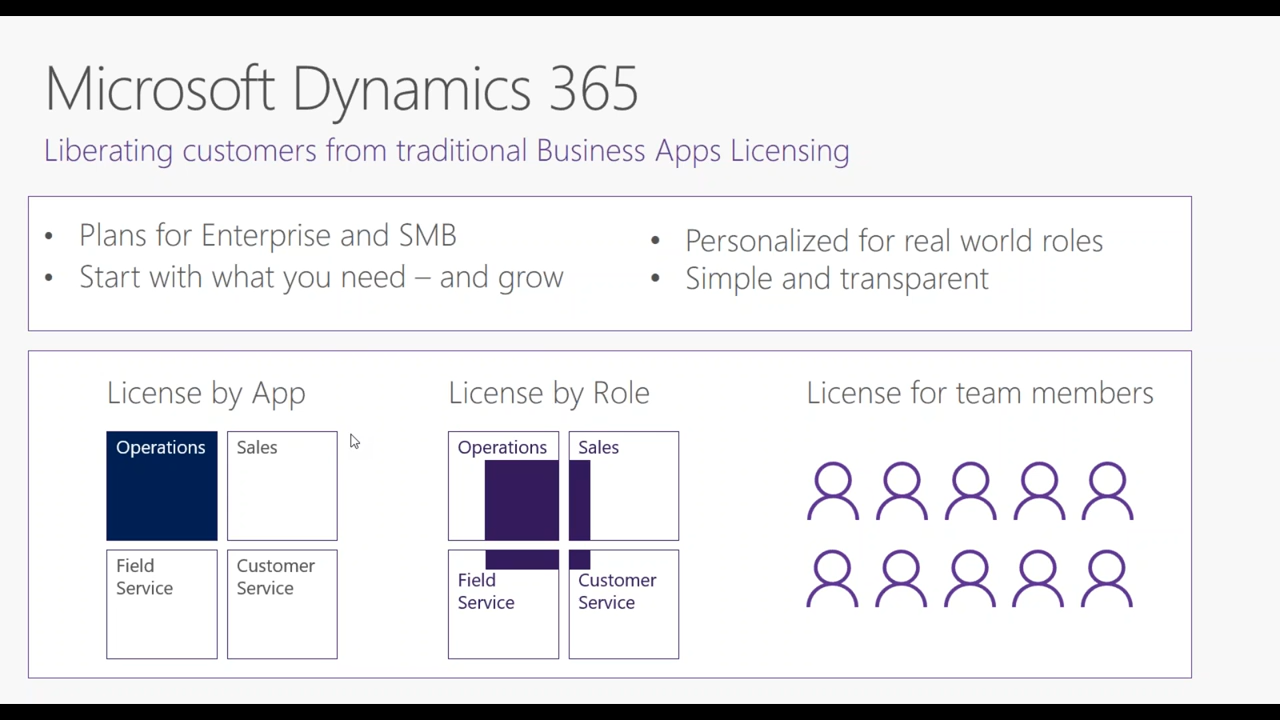 Microsoft Dynamics 365
Liberating customers from traditional Business Apps Licensing
• Plans for Enterprise and SMB
• Start with what you need – and grow
• Personalized for real world roles
• Simple and transparent
License by App
Operations
Sales
Field
Service
Customer
Service
License by Role
Operations
Sales
Field
Service
Customer
Service
License for team members